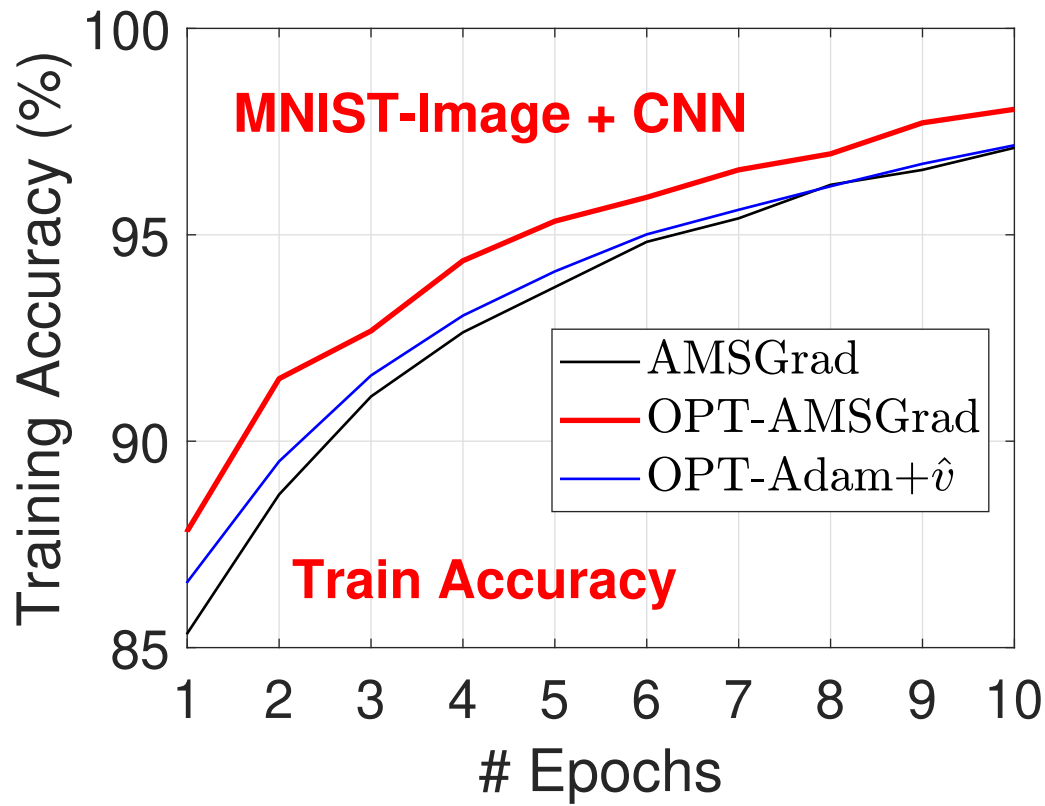 100
95
90
85
Training Accuracy (%)
MNIST-Image + CNN
AMSGrad
OPT-AMSGrad
OPT-Adam+v̂
Train Accuracy
1 2 3 4 5 6 7 8 9 10
# Epochs